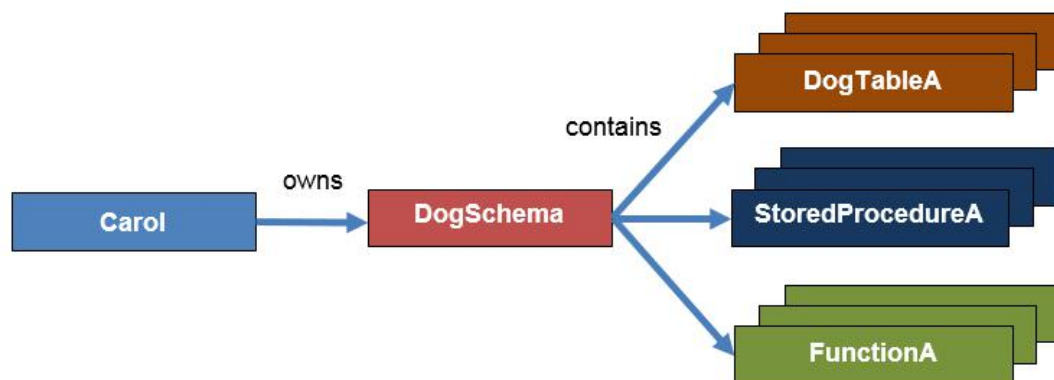 DogTableA
contains
owns
Carol
DogSchema
StoredProcedureA
FunctionA